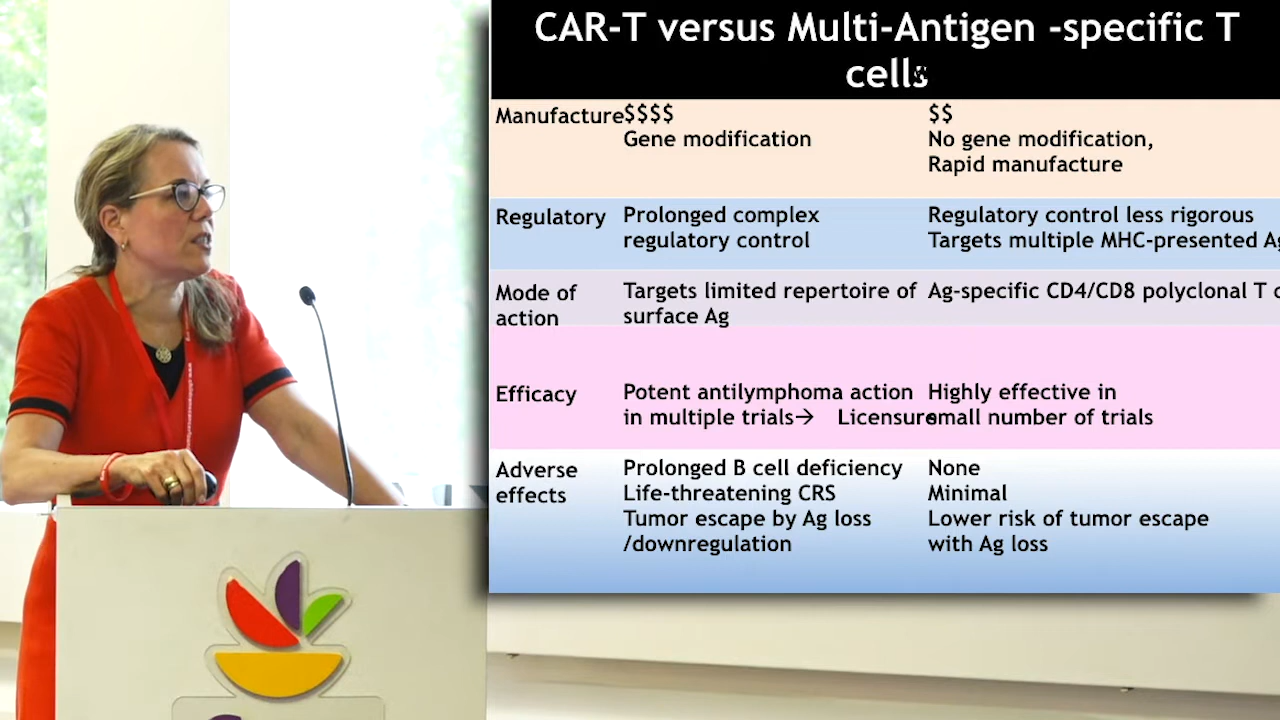 CAR-T versus Multi-Antigen -specific T
cells
Manufacture
$$$$
Gene modification
$$
No gene modification,
Rapid manufacture
Regulatory
Prolonged complex
regulatory control
Regulatory control less rigorous
Targets multiple MHC-presented Ag
Mode of
action
Targets limited repertoire of
surface Ag
Ag-specific CD4/CD8 polyclonal T
Efficacy
Potent antilymphoma action
in multiple trials→ Licensure
Highly effective in
small number of trials
Adverse
effects
Prolonged B cell deficiency
Life-threatening CRS
Tumor escape by Ag loss
/downregulation
None
Minimal
Lower risk of tumor escape
with Ag loss